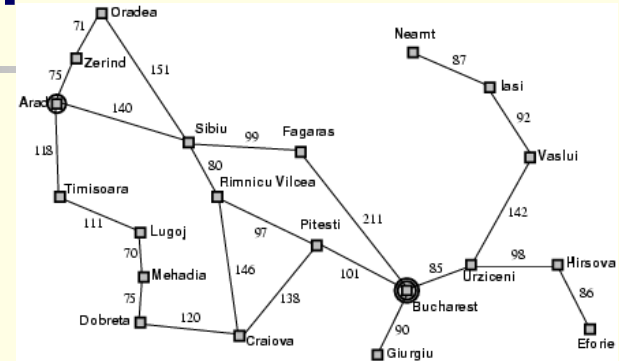 Oradea
71
Neamt
Zerind
87
75
151
Iasi
Arad
140
92
Sibiu
Fagaras
99
118
Vaslui
80
Timisoara
Rimnicu Vilcea
211
111
Lugoj
Pitesti
142
97
70
98
Hirsova
Mehadia
146
101
85
Urziceni
75
138
86
Bucharest
Dobreta
120
90
Craiova
Eforie
Giurgiu